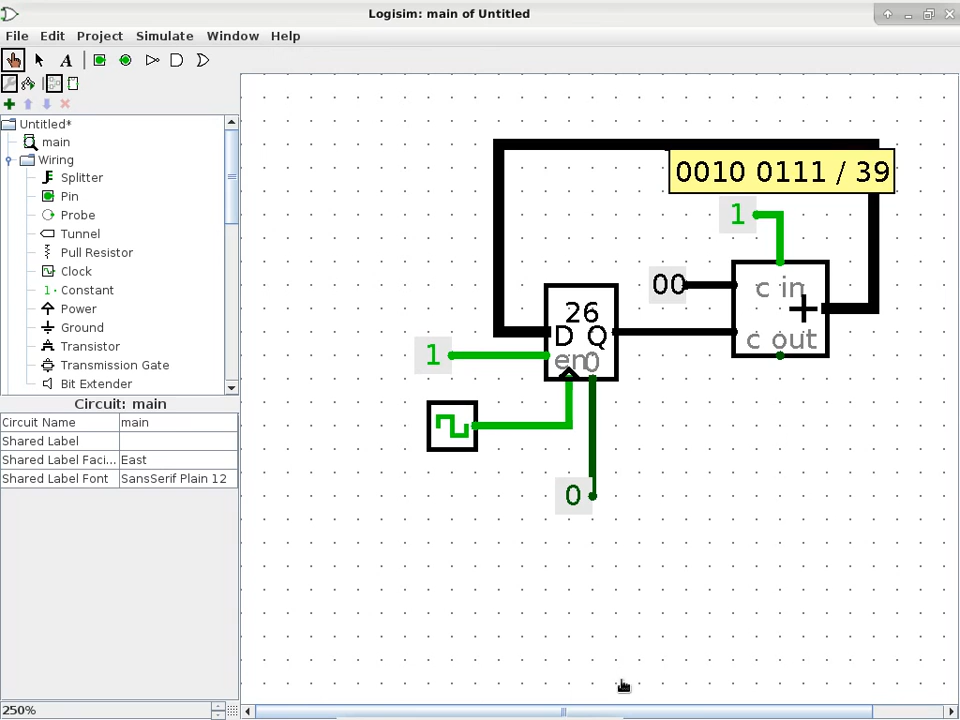 Logisim: main of Untitled
File Edit Project Simulate Window Help
A
Untitled*
main
Wiring
Splitter
Pin
Probe
Tunnel
Pull Resistor
Clock
1 Constant
Power
Ground
Transistor
Transmission Gate
Bit Extender
Circuit: main
Circuit Name main
Shared Label
Shared Label Faci... East
Shared Label Font SansSerif Plain 12
250%
0010 0111 / 39
1
00
c in
+
c out
26
D Q
en 0
1
0